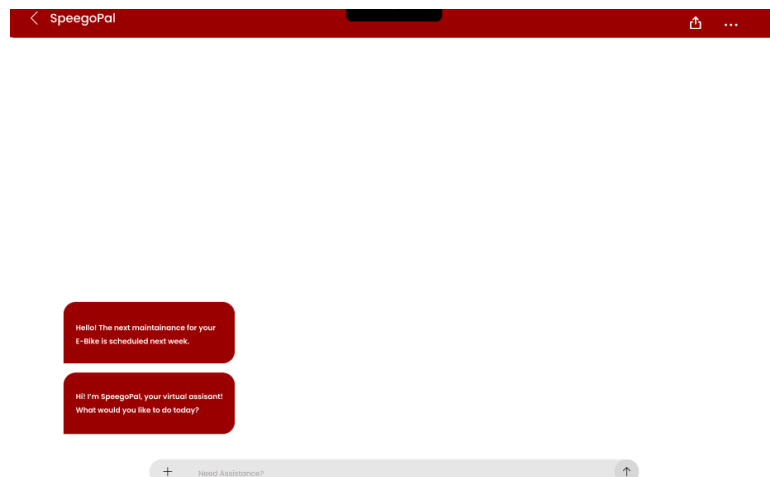 SpeegoPal
Hello! The next maintainance for your
E-Bike is scheduled next week.
Hi! I'm SpeegoPal, your virtual assisant!
What would you like to do today?
Need Assistance?